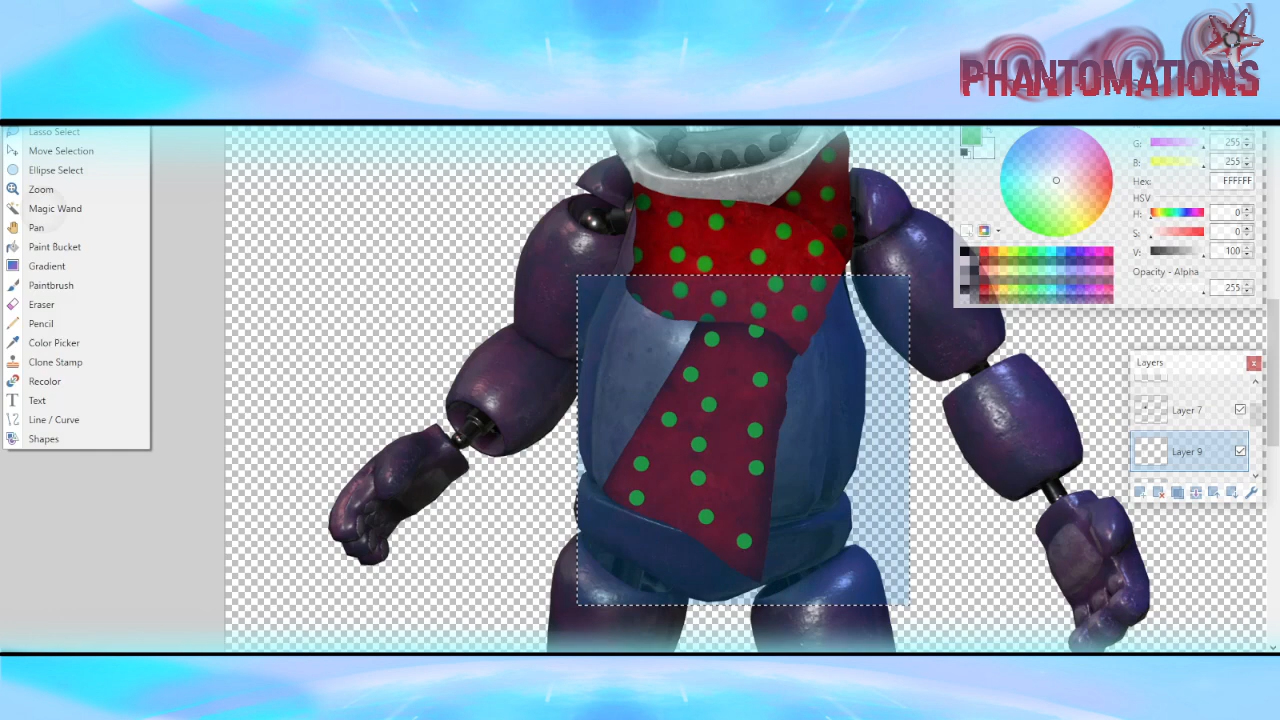 PHANTOMATIONS
Lasso Select
Move Selection
Ellipse Select
Zoom
Magic Wand
Pan
Paint Bucket
Gradient
Paintbrush
Eraser
Pencil
Color Picker
Clone Stamp
Recolor
Text
Line / Curve
Shapes
G: 255
B: 255
Hex: FFFFFF
HSV
H: 0
S: 0
V: 100
Opacity - Alpha
255
Layers
x
Layer 7
Layer 9